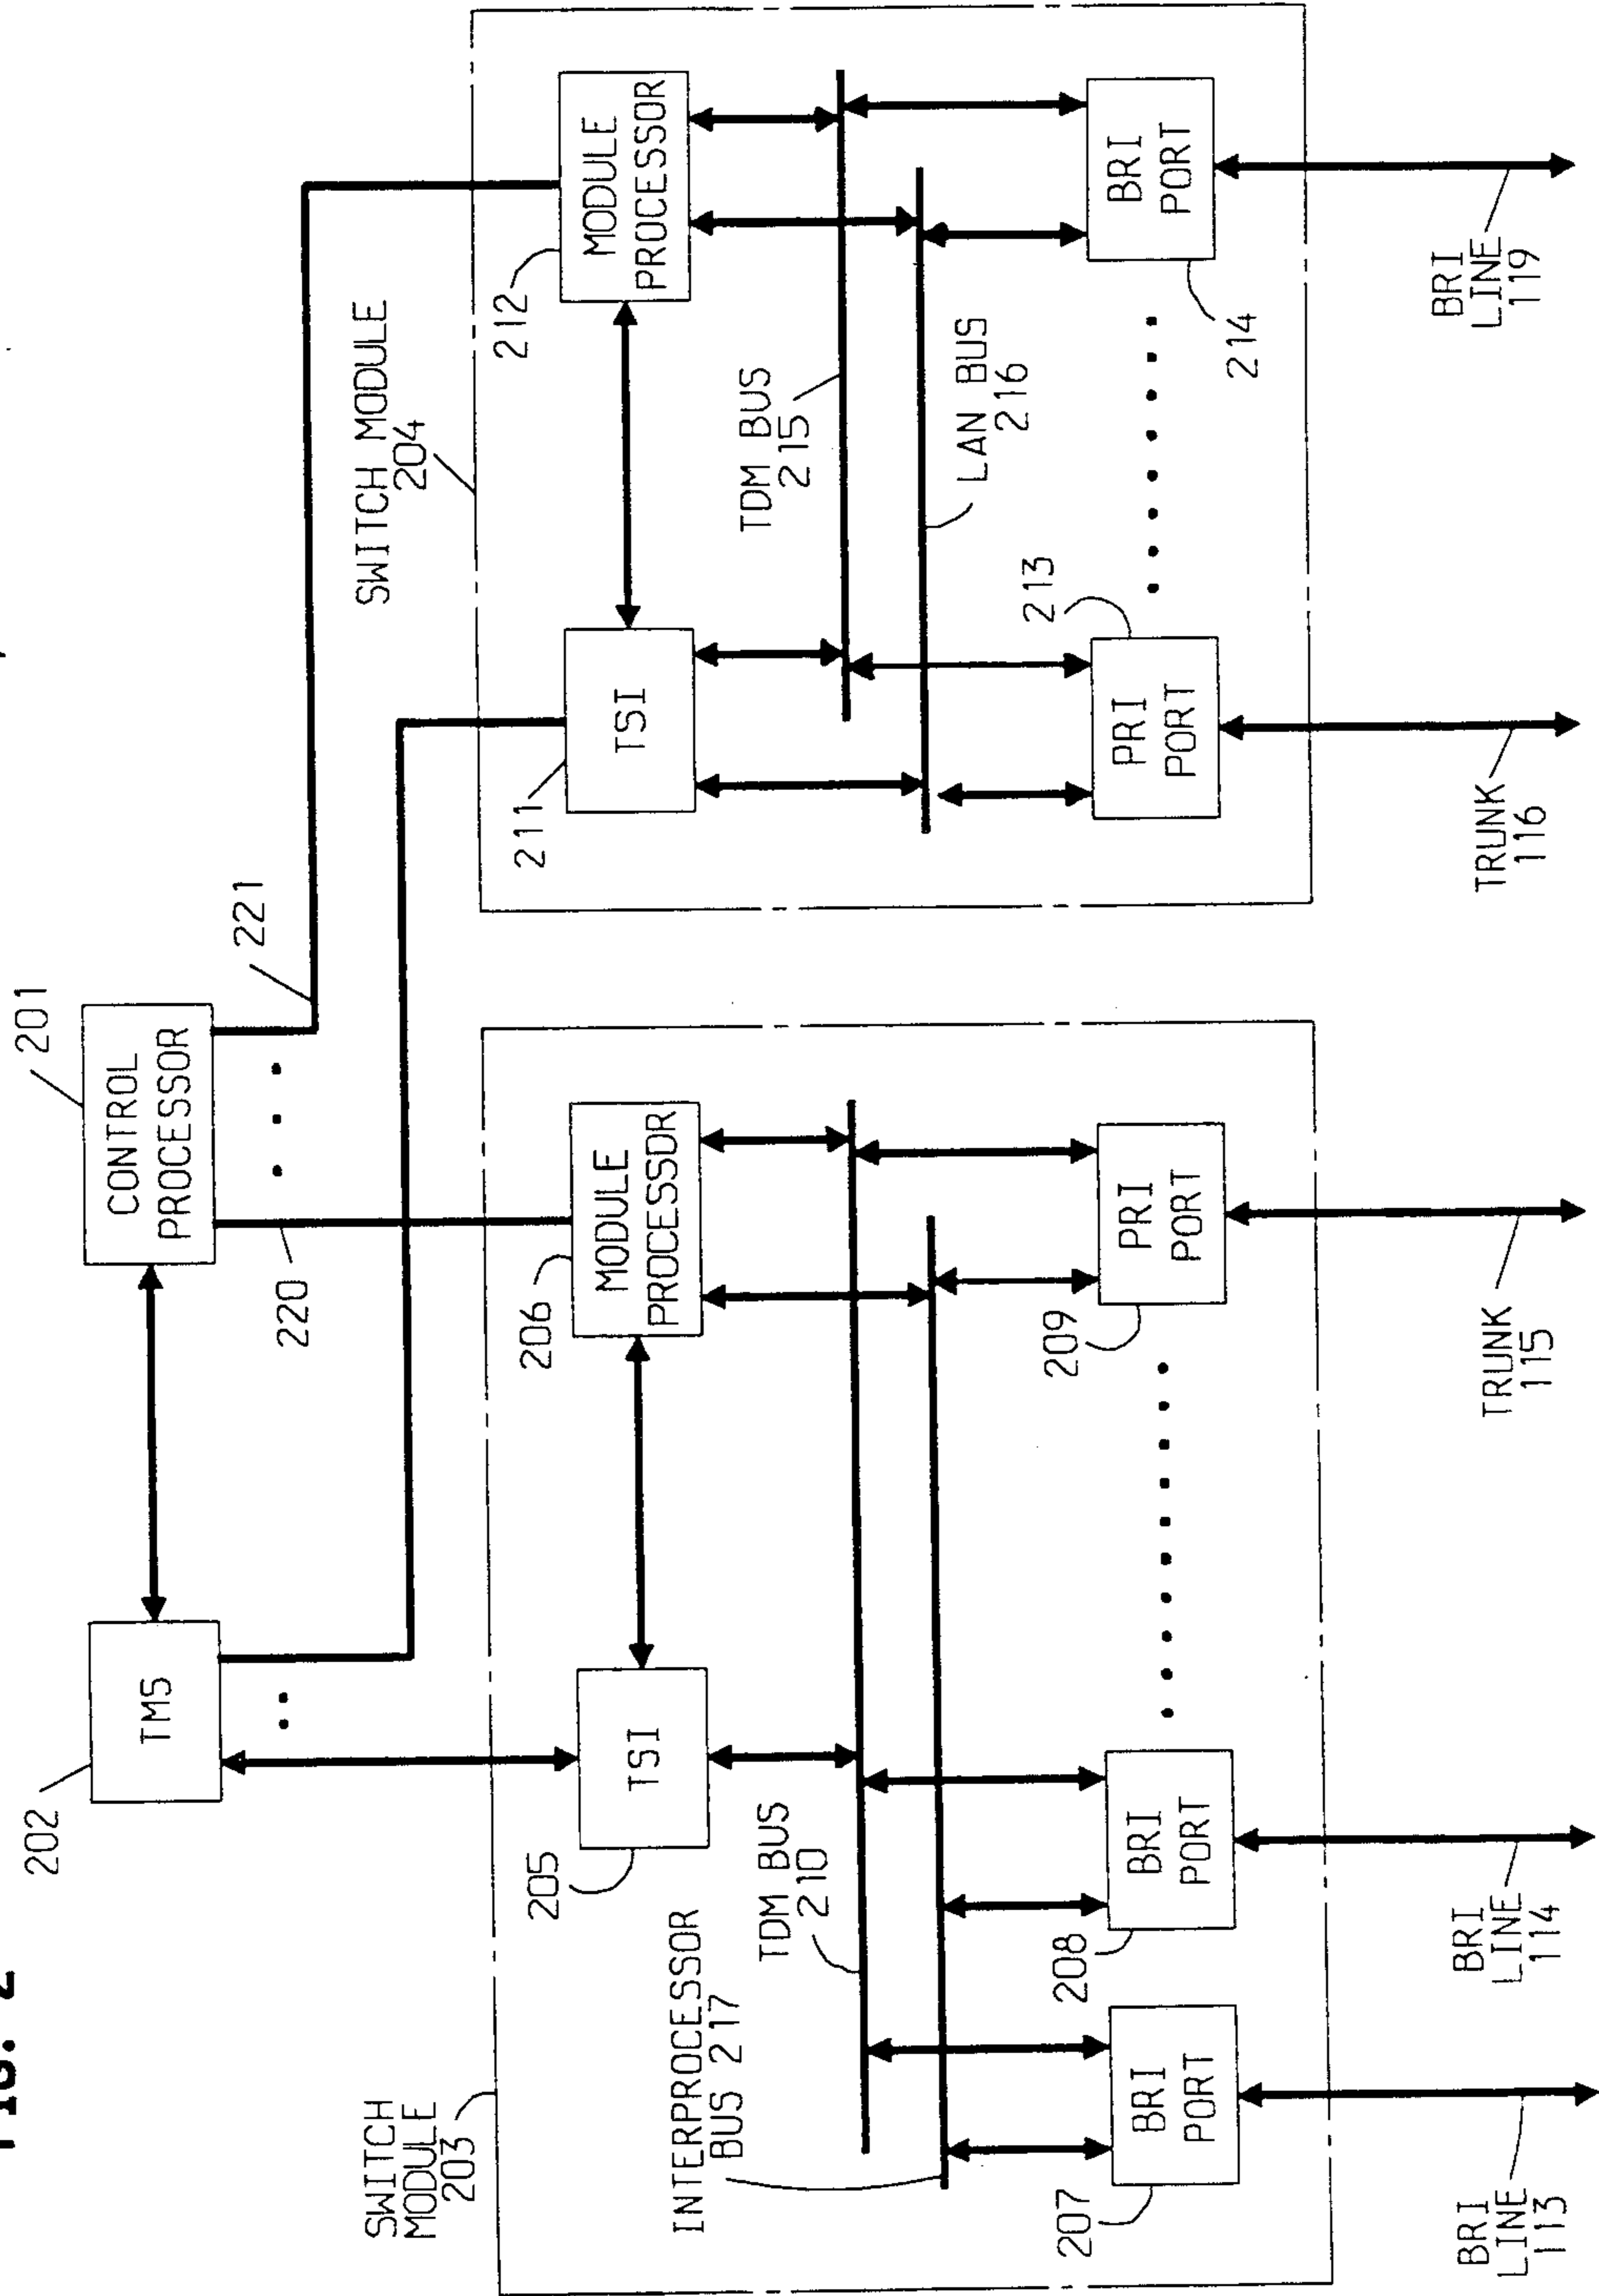 FIG. 2
202
TMS
CONTROL
PROCESSOR
201
220
221
SWITCH
MODULE
203
SWITCH MODULE
204
205
TSI
206
MODULE
PROCESSOR
211
TSI
212
MODULE
PROCESSOR
INTERPROCESSOR
BUS 217
TDM BUS
210
TDM BUS
215
LAN BUS
216
207
BRI
PORT
208
BRI
PORT
209
PRI
PORT
213
PRI
PORT
214
BRI
PORT
BRI
LINE
113
BRI
LINE
114
TRUNK
115
TRUNK
116
BRI
LINE
119